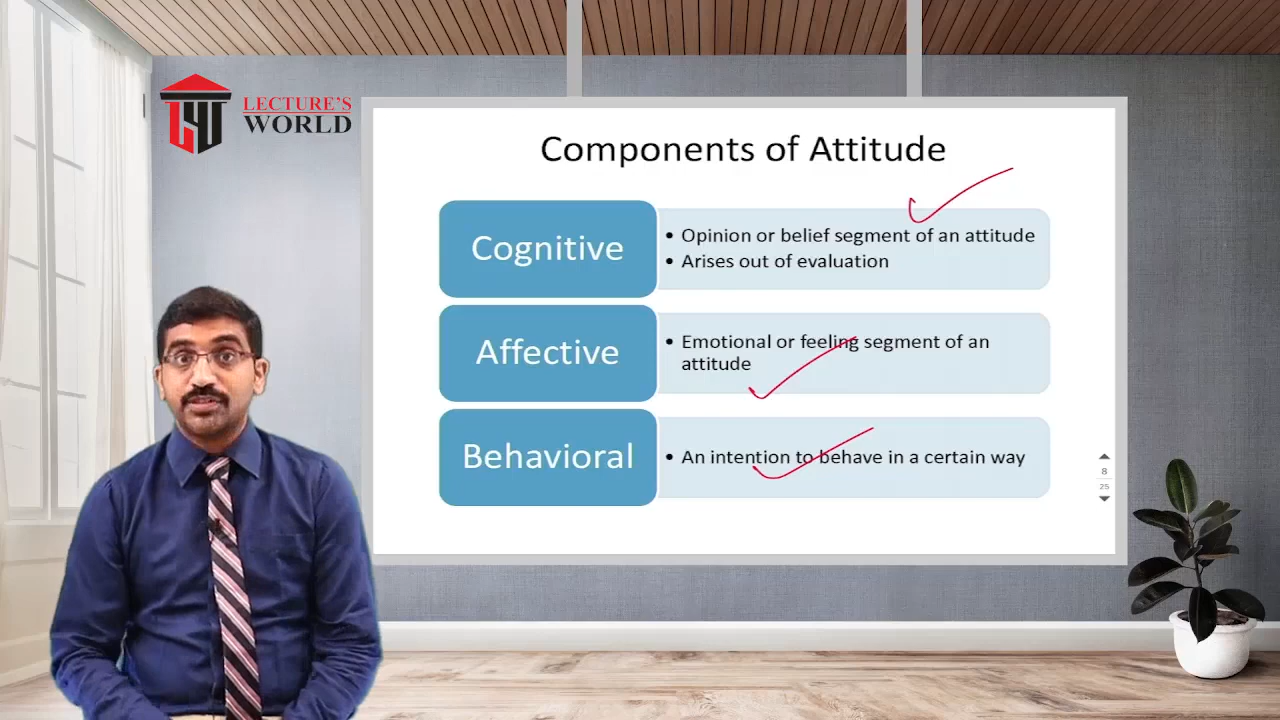 LECTURE'S
WORLD
Components of Attitude
Cognitive
• Opinion or belief segment of an attitude
• Arises out of evaluation
Affective
• Emotional or feeling segment of an
attitude
Behavioral
• An intention to behave in a certain way
8
25